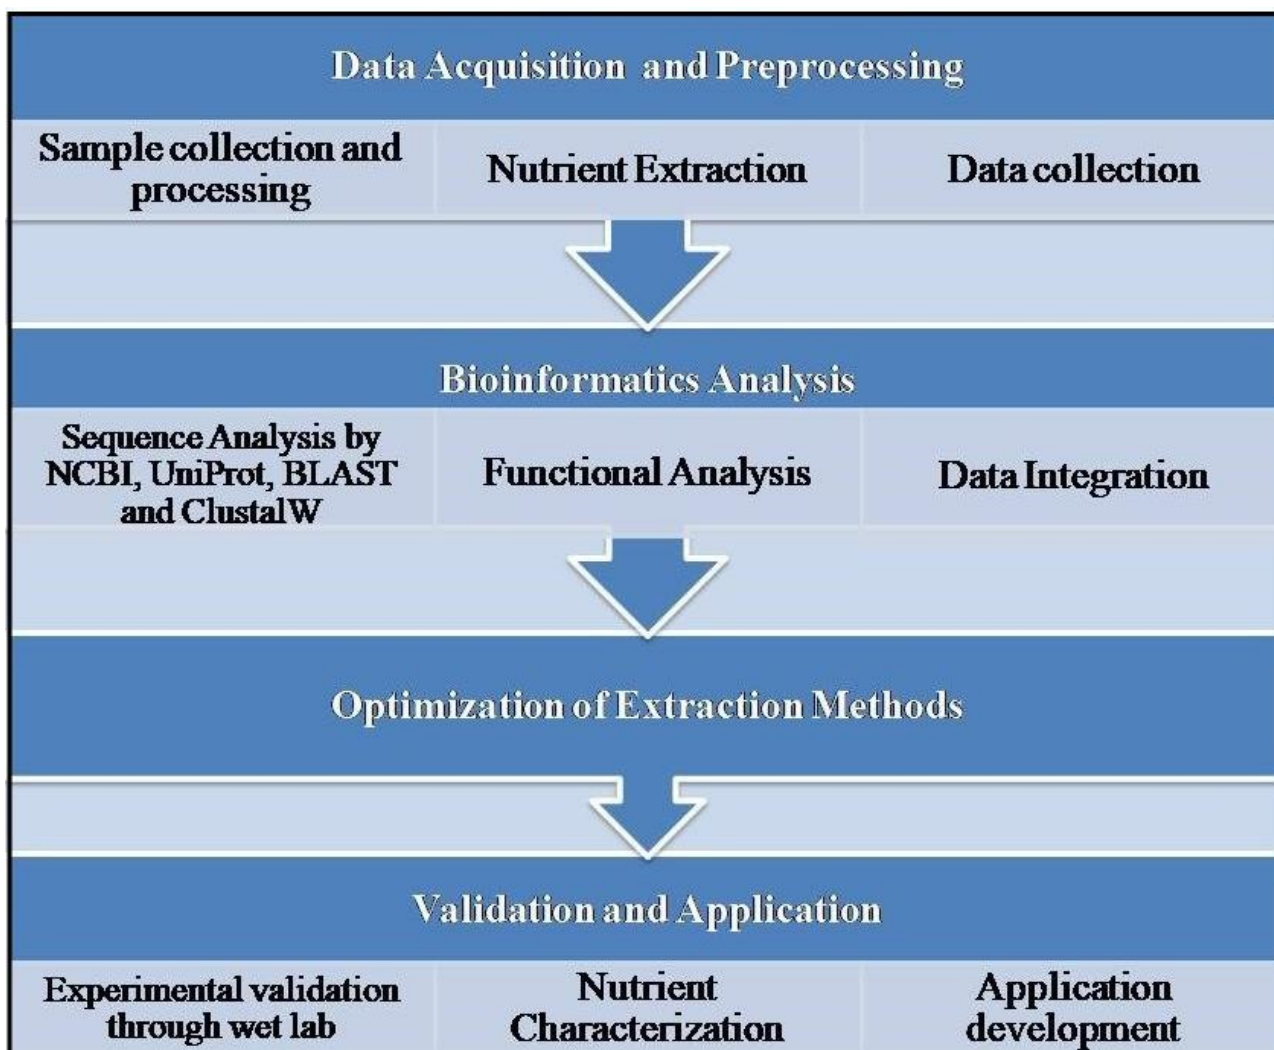 Data Acquisition and Preprocessing
Sample collection and
processing
Nutrient Extraction
Data collection
Bioinformatics Analysis
Sequence Analysis by
NCBI, UniProt, BLAST
and ClustalW
Functional Analysis
Data Integration
Optimization of Extraction Methods
Validation and Application
Experimental validation
through wet lab
Nutrient
Characterization
Application
development